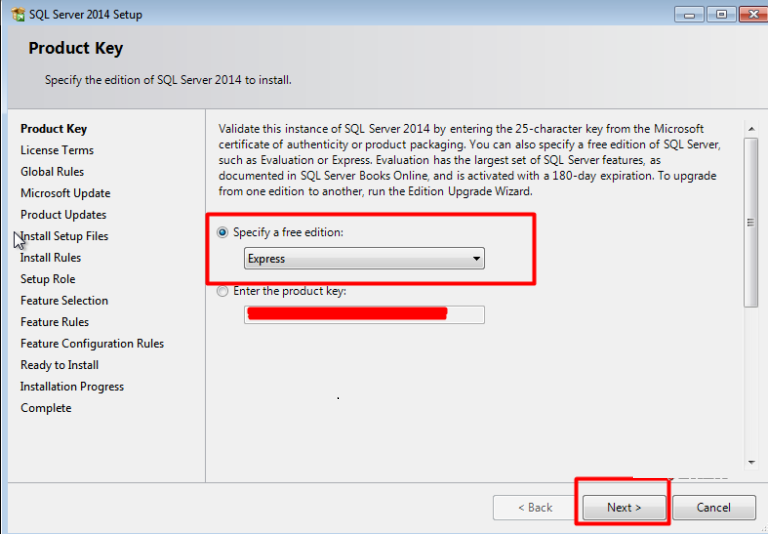 SQL Server 2014 Setup
Product Key
Specify the edition of SQL Server 2014 to install.
Product Key
License Terms
Global Rules
Microsoft Update
Product Updates
Install Setup Files
Install Rules
Setup Role
Feature Selection
Feature Rules
Feature Configuration Rules
Ready to Install
Installation Progress
Complete
Validate this instance of SQL Server 2014 by entering the 25-character key from the Microsoft
certificate of authenticity or product packaging. You can also specify a free edition of SQL Server,
such as Evaluation or Express. Evaluation has the largest set of SQL Server features, as
documented in SQL Server Books Online, and is activated with a 180-day expiration. To upgrade
from one edition to another, run the Edition Upgrade Wizard.
Specify a free edition:
Express
Enter the product key:
< Back
Next >
Cancel